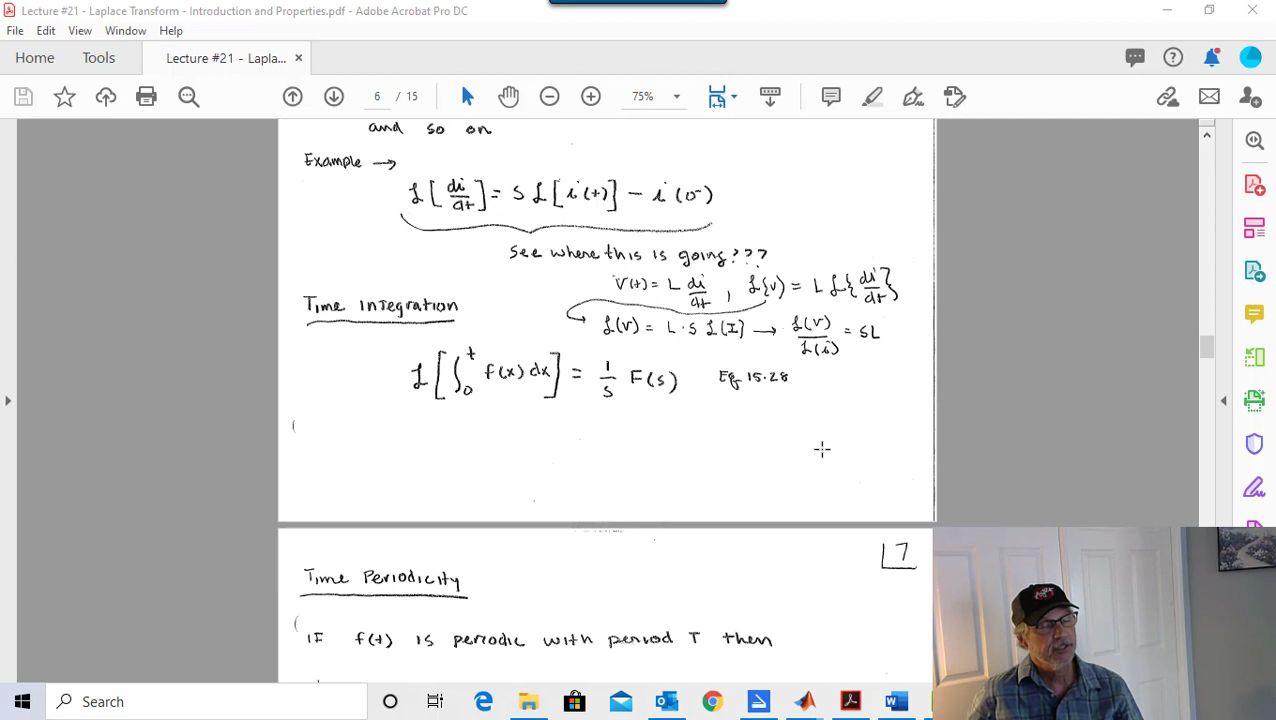 Lecture #21 - Laplace Transform - Introduction and Properties.pdf - Adobe Acrobat Pro DC
File Edit View Window Help
Home Tools Lecture #21 - Lapla... ×
6 / 15 75%
and so on
Example →
ℒ[di/dt] = s ℒ[i(t)] - i(0⁻)
See where this is going???
V(t) = L di/dt , ℒ{v} = L ℒ{di/dt}
Time Integration
ℒ(v) = L·s ℒ(I) → ℒ(v)/ℒ(i) = sL
ℒ[∫₀ᵗ f(x)dx] = 1/s F(s) Eq 15.28
Time Periodicity
7
If f(t) is periodic with period T then
Search